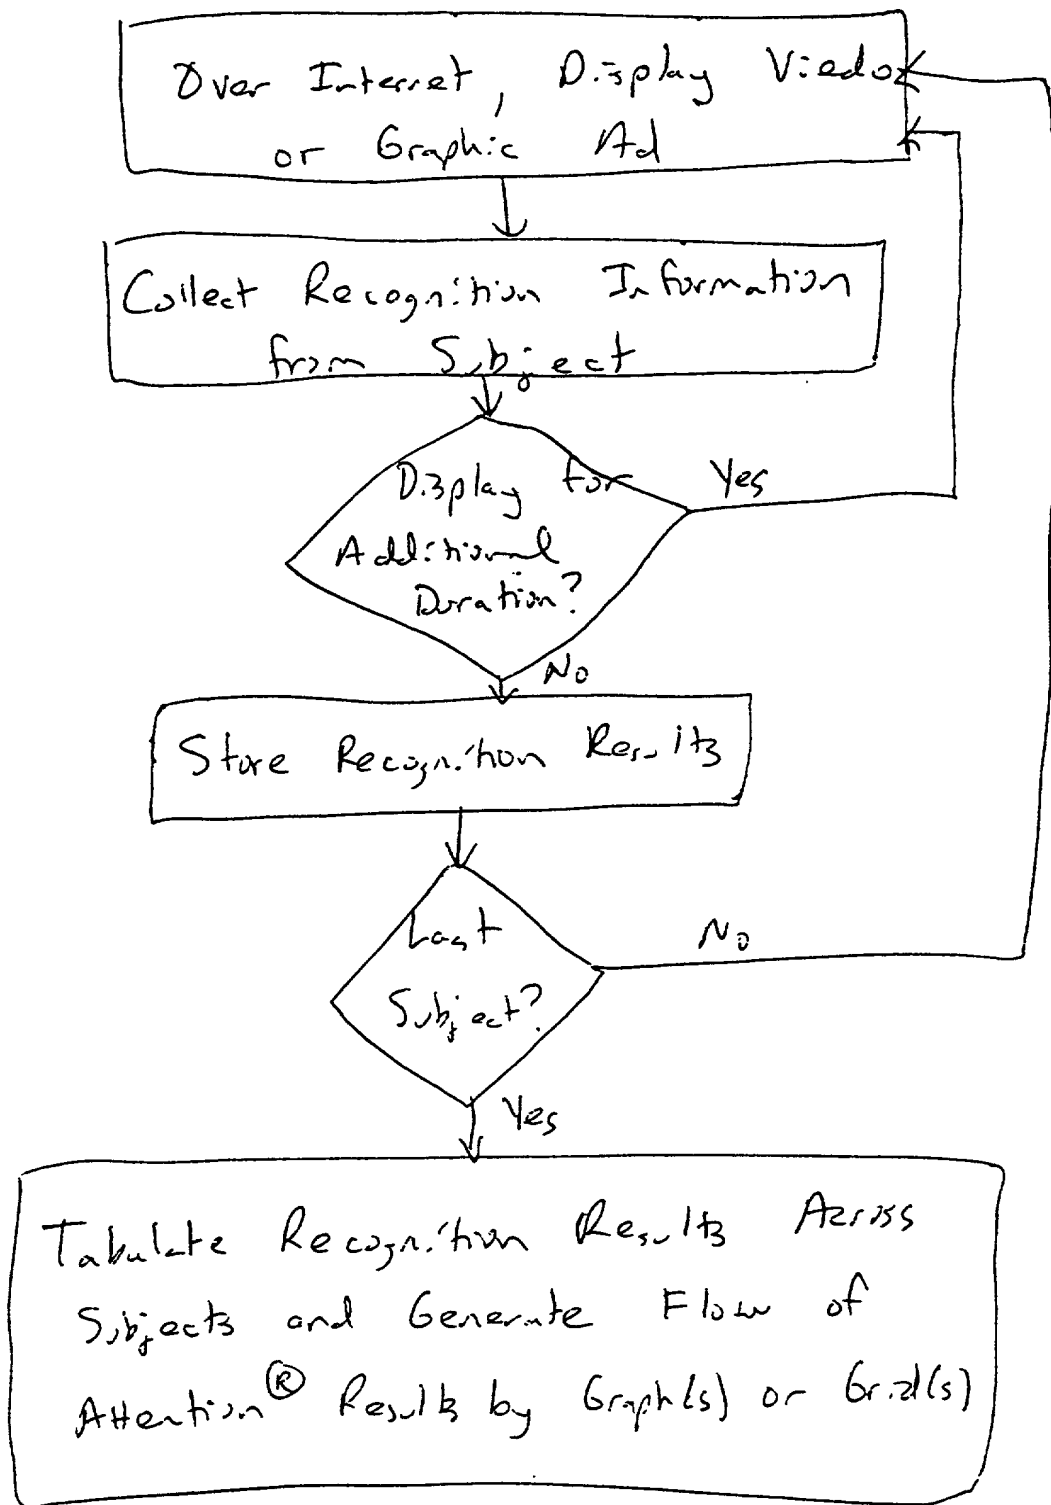 Over Internet, Display Viedo
or Graphic Ad
Collect Recognition Information
from Subject
Display for
Yes
Additional
Duration?
No
Store Recognition Results
Last
No
Subject?
Yes
Tabulate Recognition Results Across
Subjects and Generate Flow of
Attention® Results by Graph(s) or Grid(s)